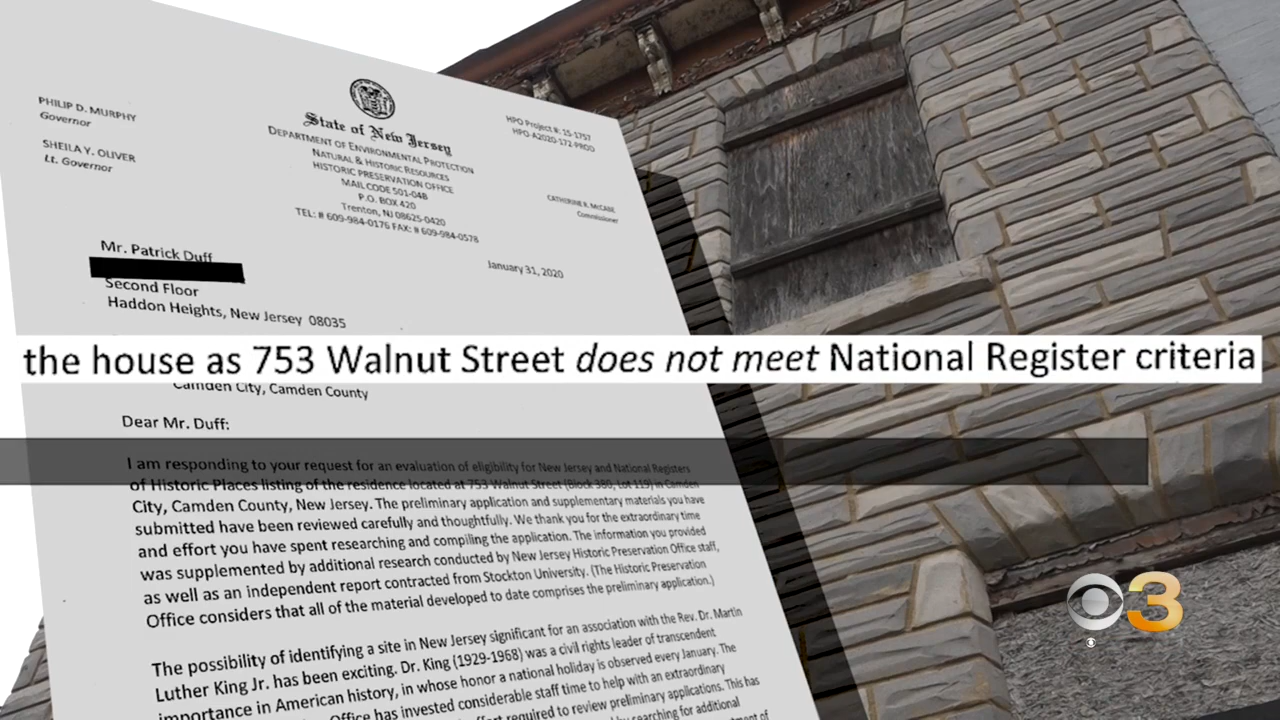 PHILIP D. MURPHY
Governor
SHEILA Y. OLIVER
Lt. Governor
State of New Jersey
DEPARTMENT OF ENVIRONMENTAL PROTECTION
NATURAL & HISTORIC RESOURCES
HISTORIC PRESERVATION OFFICE
MAIL CODE 501-04B
P.O. BOX 420
Trenton, NJ 08625-0420
TEL: # 609-984-0176 FAX: # 609-984-0578
HPO Project #: 15-1757
HPO-A2020-172-PROD
CATHERINE R. McCABE
Commissioner
January 31, 2020
Mr. Patrick Duff
Second Floor
Haddon Heights, New Jersey 08035
the house as 753 Walnut Street does not meet National Register criteria
Camden City, Camden County
Dear Mr. Duff:
I am responding to your request for an evaluation of eligibility for New Jersey and National Registers
of Historic Places listing of the residence located at 753 Walnut Street (Block 380, Lot 119) in Camden
City, Camden County, New Jersey. The preliminary application and supplementary materials you have
submitted have been reviewed carefully and thoughtfully. We thank you for the extraordinary time
and effort you have spent researching and compiling the application. The information you provided
was supplemented by additional research conducted by New Jersey Historic Preservation Office staff,
as well as an independent report contracted from Stockton University. (The Historic Preservation
Office considers that all of the material developed to date comprises the preliminary application.)
The possibility of identifying a site in New Jersey significant for an association with the Rev. Dr. Martin
Luther King Jr. has been exciting. Dr. King (1929-1968) was a civil rights leader of transcendent
importance in American history, in whose honor a national holiday is observed every January. The
Office has invested considerable staff time to help with an extraordinary
effort required to review preliminary applications. This has
by searching for additional
3